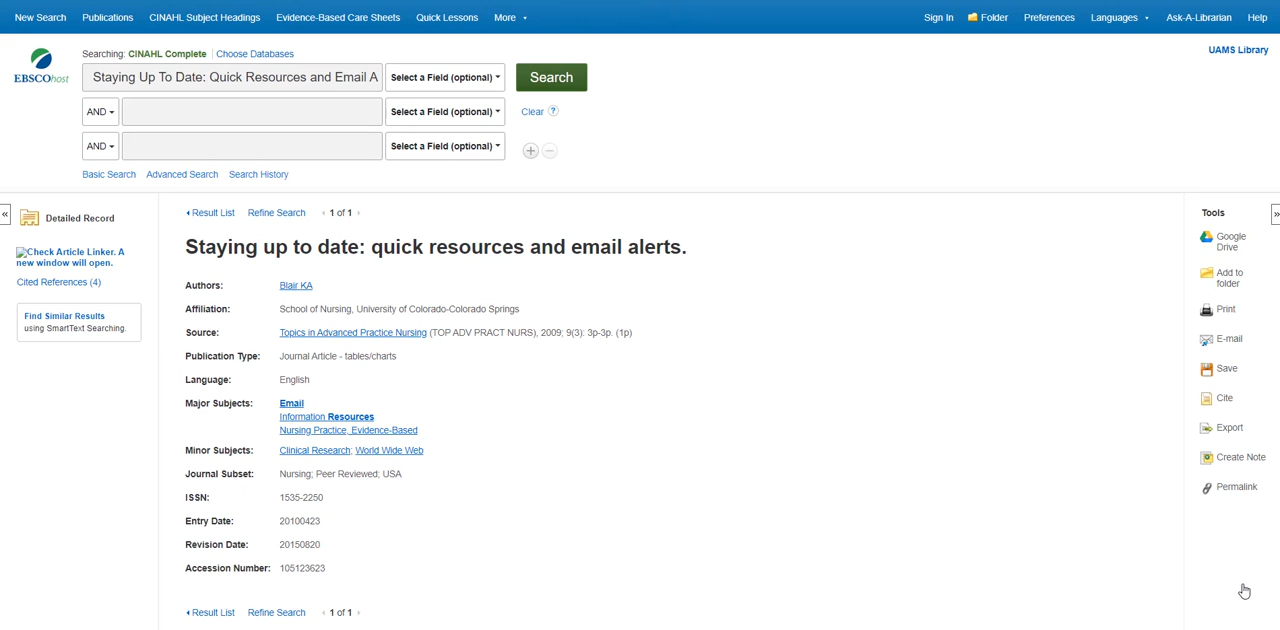 New Search Publications CINAHL Subject Headings Evidence-Based Care Sheets Quick Lessons More Sign In Folder Preferences Languages Ask-A-Librarian Help
Searching: CINAHL Complete | Choose Databases
UAMS Library
EBSCOhost
Staying Up To Date: Quick Resources and Email A Select a Field (optional) Search
AND Select a Field (optional) Clear ?
AND Select a Field (optional) + −
Basic Search Advanced Search Search History
«
Detailed Record
Check Article Linker. A
new window will open.
Cited References (4)
Find Similar Results
using SmartText Searching.
Result List Refine Search 1 of 1
Staying up to date: quick resources and email alerts.
Authors: Blair KA
Affiliation: School of Nursing, University of Colorado-Colorado Springs
Source: Topics in Advanced Practice Nursing (TOP ADV PRACT NURS), 2009; 9(3): 3p-3p. (1p)
Publication Type: Journal Article - tables/charts
Language: English
Major Subjects: Email
Information Resources
Nursing Practice, Evidence-Based
Minor Subjects: Clinical Research; World Wide Web
Journal Subset: Nursing; Peer Reviewed; USA
ISSN: 1535-2250
Entry Date: 20100423
Revision Date: 20150820
Accession Number: 105123623
Result List Refine Search 1 of 1
Tools
»
Google
Drive
Add to
folder
Print
E-mail
Save
Cite
Export
Create Note
Permalink